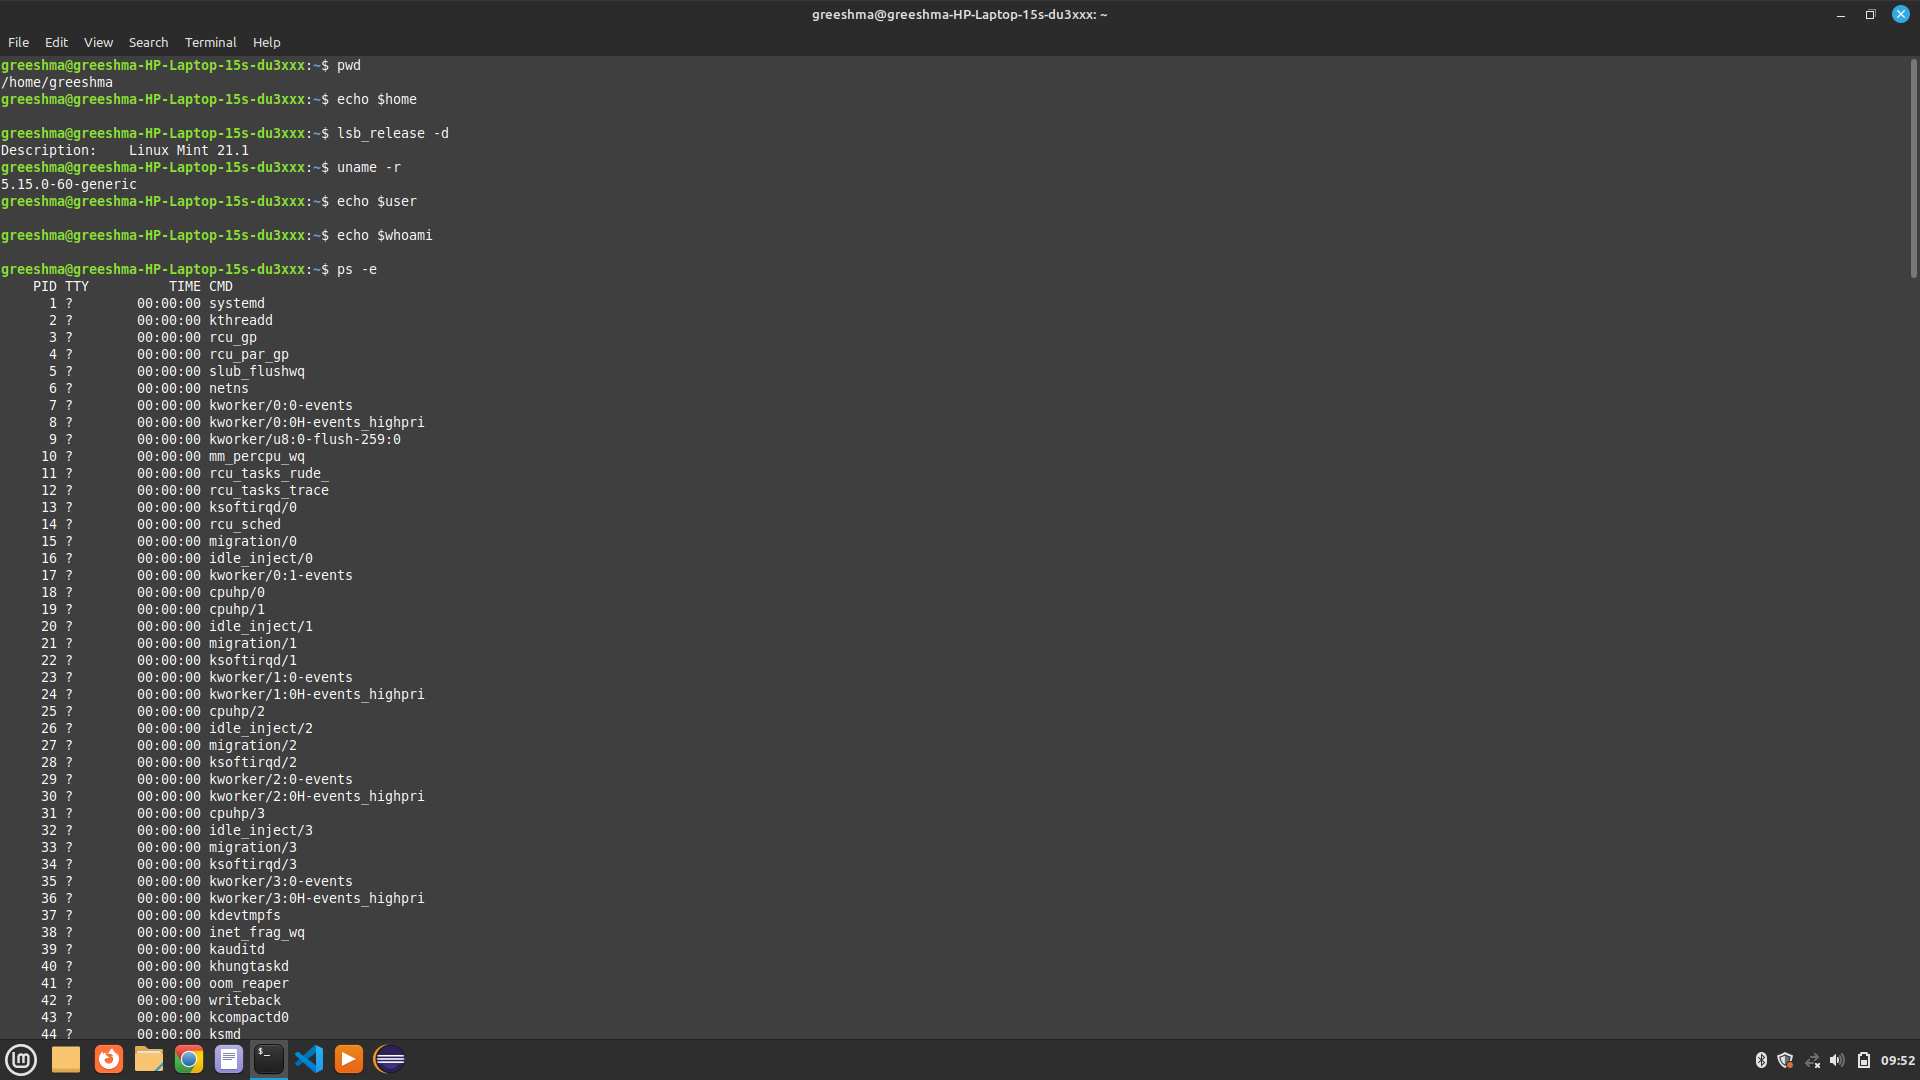 greeshma@greeshma-HP-Laptop-15s-du3xxx: ~
File Edit View Search Terminal Help
greeshma@greeshma-HP-Laptop-15s-du3xxx:~$ pwd
/home/greeshma
greeshma@greeshma-HP-Laptop-15s-du3xxx:~$ echo $home
greeshma@greeshma-HP-Laptop-15s-du3xxx:~$ lsb_release -d
Description:    Linux Mint 21.1
greeshma@greeshma-HP-Laptop-15s-du3xxx:~$ uname -r
5.15.0-60-generic
greeshma@greeshma-HP-Laptop-15s-du3xxx:~$ echo $user
greeshma@greeshma-HP-Laptop-15s-du3xxx:~$ echo $whoami
greeshma@greeshma-HP-Laptop-15s-du3xxx:~$ ps -e
    PID TTY          TIME CMD
      1 ?        00:00:00 systemd
      2 ?        00:00:00 kthreadd
      3 ?        00:00:00 rcu_gp
      4 ?        00:00:00 rcu_par_gp
      5 ?        00:00:00 slub_flushwq
      6 ?        00:00:00 netns
      7 ?        00:00:00 kworker/0:0-events
      8 ?        00:00:00 kworker/0:0H-events_highpri
      9 ?        00:00:00 kworker/u8:0-flush-259:0
     10 ?        00:00:00 mm_percpu_wq
     11 ?        00:00:00 rcu_tasks_rude_
     12 ?        00:00:00 rcu_tasks_trace
     13 ?        00:00:00 ksoftirqd/0
     14 ?        00:00:00 rcu_sched
     15 ?        00:00:00 migration/0
     16 ?        00:00:00 idle_inject/0
     17 ?        00:00:00 kworker/0:1-events
     18 ?        00:00:00 cpuhp/0
     19 ?        00:00:00 cpuhp/1
     20 ?        00:00:00 idle_inject/1
     21 ?        00:00:00 migration/1
     22 ?        00:00:00 ksoftirqd/1
     23 ?        00:00:00 kworker/1:0-events
     24 ?        00:00:00 kworker/1:0H-events_highpri
     25 ?        00:00:00 cpuhp/2
     26 ?        00:00:00 idle_inject/2
     27 ?        00:00:00 migration/2
     28 ?        00:00:00 ksoftirqd/2
     29 ?        00:00:00 kworker/2:0-events
     30 ?        00:00:00 kworker/2:0H-events_highpri
     31 ?        00:00:00 cpuhp/3
     32 ?        00:00:00 idle_inject/3
     33 ?        00:00:00 migration/3
     34 ?        00:00:00 ksoftirqd/3
     35 ?        00:00:00 kworker/3:0-events
     36 ?        00:00:00 kworker/3:0H-events_highpri
     37 ?        00:00:00 kdevtmpfs
     38 ?        00:00:00 inet_frag_wq
     39 ?        00:00:00 kauditd
     40 ?        00:00:00 khungtaskd
     41 ?        00:00:00 oom_reaper
     42 ?        00:00:00 writeback
     43 ?        00:00:00 kcompactd0
     44 ?        00:00:00 ksmd
09:52